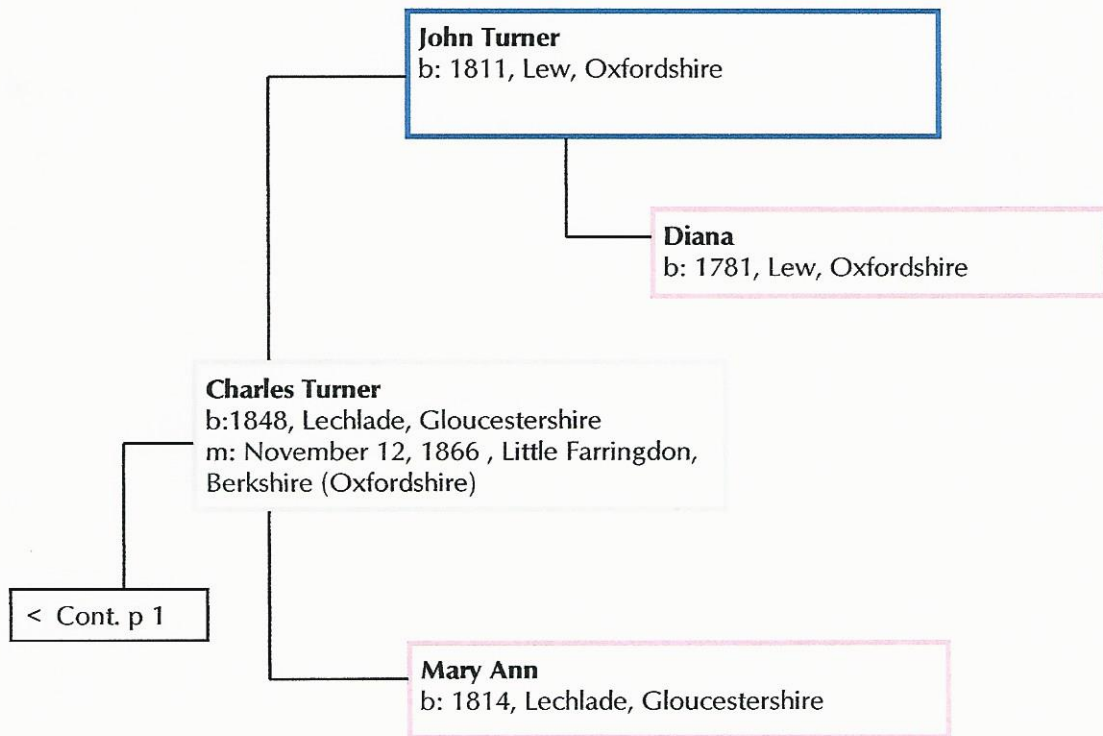 John Turner
b: 1811, Lew, Oxfordshire
Diana
b: 1781, Lew, Oxfordshire
Charles Turner
b:1848, Lechlade, Gloucestershire
m: November 12, 1866 , Little Farringdon,
Berkshire (Oxfordshire)
< Cont. p 1
Mary Ann
b: 1814, Lechlade, Gloucestershire